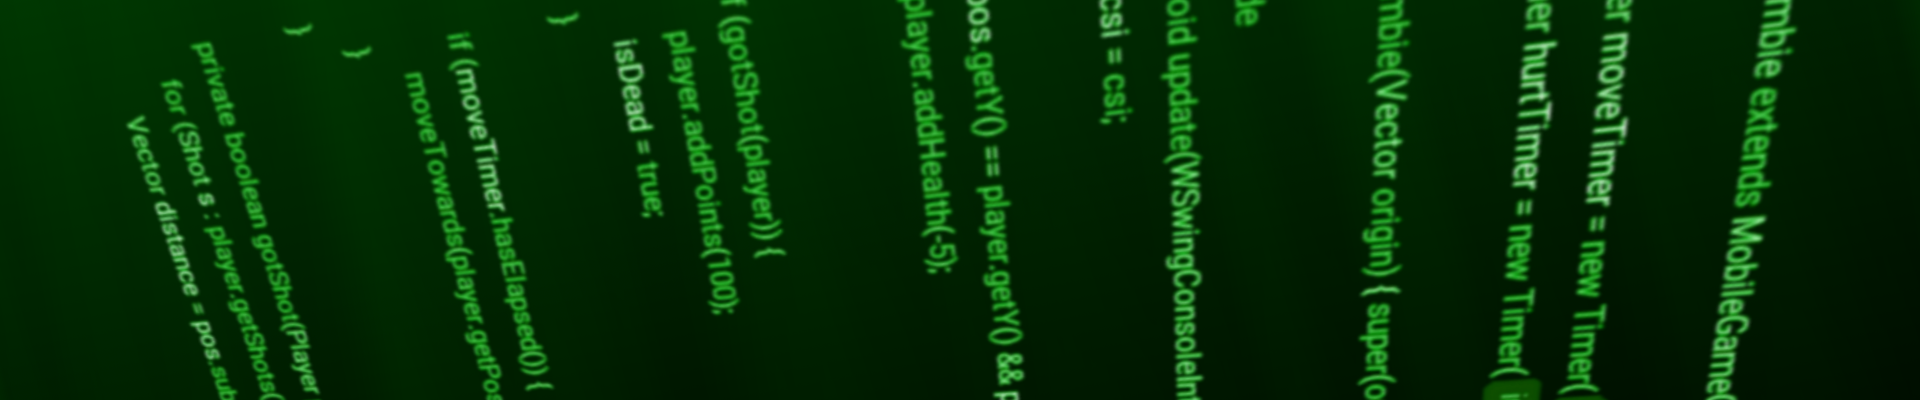 mbie extends MobileGame(
er moveTimer = new Timer(
er hurtTimer = new Timer( i
mbie(Vector origin) { super(o
de
oid update(WSwingConsoleInt
csi = csi;
pos.getY() == player.getY() && p
player.addHealth(-5);
f (gotShot(player)) {
player.addPoints(100);
isDead = true;
}
if (moveTimer.hasElapsed()) {
moveTowards(player.getPos
}
}
private boolean gotShot(Player
for (Shot s : player.getShots(
Vector distance = pos.sub